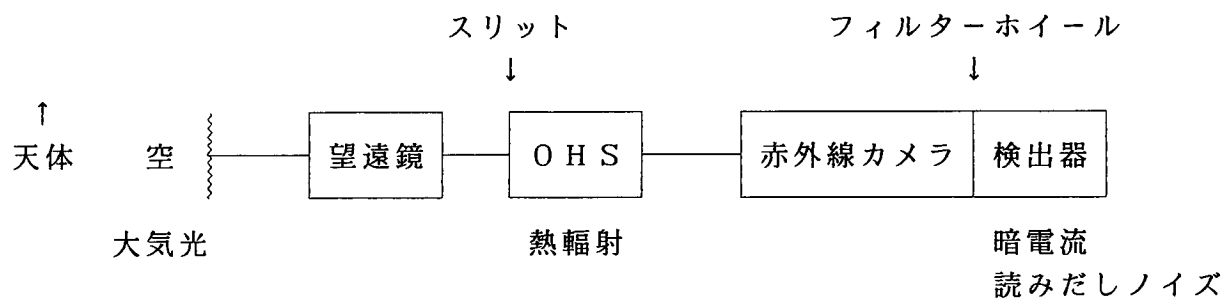 スリット フィルターホイール
↓ ↓
↑
天体 空 望遠鏡 OHS 赤外線カメラ 検出器
大気光 熱輻射 暗電流
読みだしノイズ